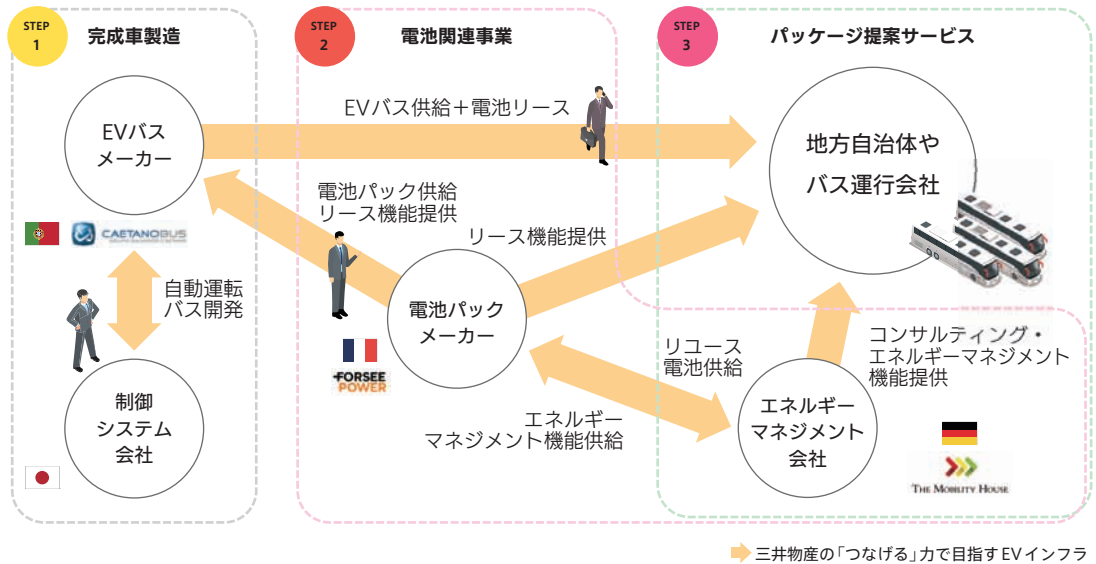 STEP
1
完成車製造
STEP
2
電池関連事業
STEP
3
パッケージ提案サービス
EVバス
メーカー
EVバス供給＋電池リース
地方自治体や
バス運行会社
電池パック供給
リース機能提供
リース機能提供
CAETANOBUS
自動運転
バス開発
電池パック
メーカー
FORSEE
POWER
リユース
電池供給
コンサルティング・
エネルギーマネジメント
機能提供
制御
システム
会社
エネルギー
マネジメント機能供給
エネルギー
マネジメント
会社
THE MOBILITY HOUSE
三井物産の「つなげる」力で目指すEVインフラ